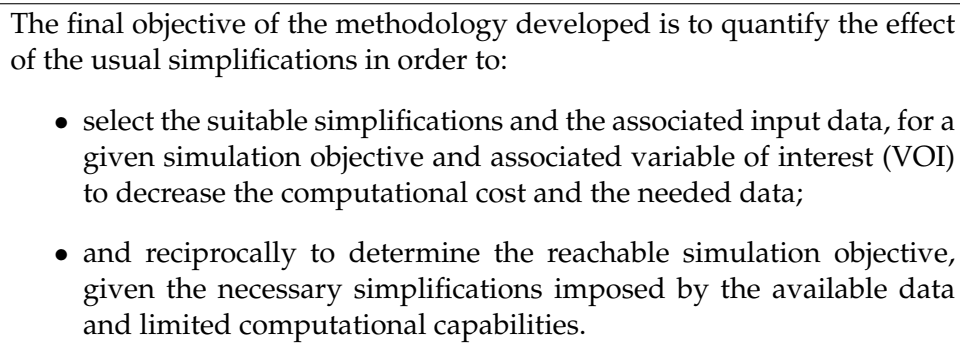 The final objective of the methodology developed is to quantify the effect
of the usual simplifications in order to:
• select the suitable simplifications and the associated input data, for a
given simulation objective and associated variable of interest (VOI)
to decrease the computational cost and the needed data;
• and reciprocally to determine the reachable simulation objective,
given the necessary simplifications imposed by the available data
and limited computational capabilities.